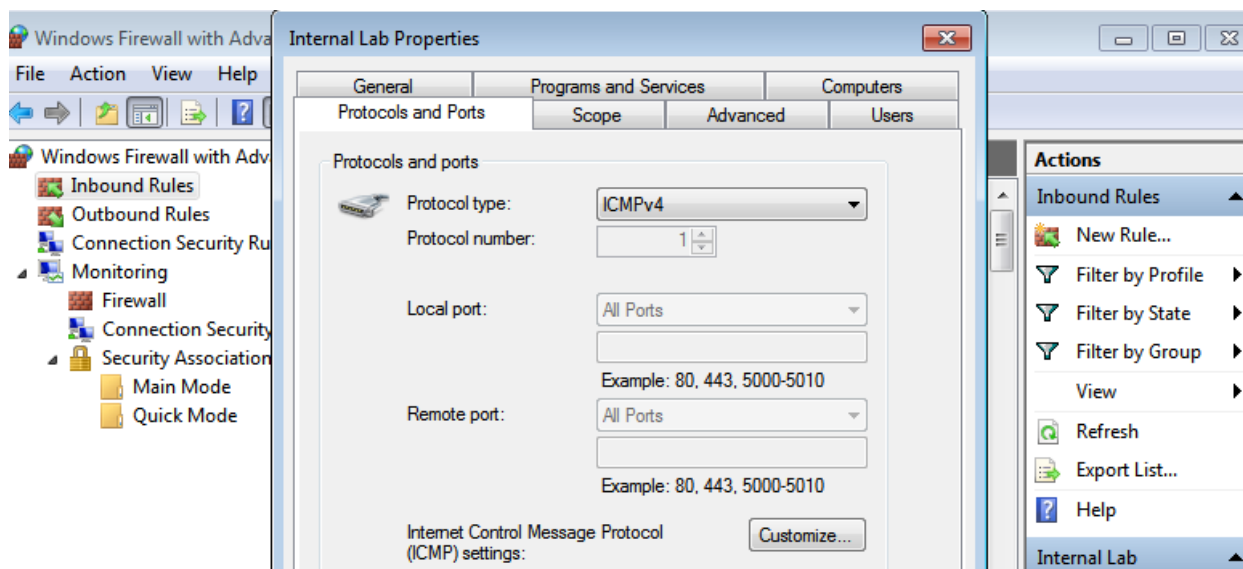 Windows Firewall with Adva
File Action View Help
Windows Firewall with Adv
Inbound Rules
Outbound Rules
Connection Security Ru
Monitoring
Firewall
Connection Security
Security Association
Main Mode
Quick Mode
Internal Lab Properties
General Programs and Services Computers
Protocols and Ports Scope Advanced Users
Protocols and ports
Protocol type: ICMPv4
Protocol number: 1
Local port: All Ports
Example: 80, 443, 5000-5010
Remote port: All Ports
Example: 80, 443, 5000-5010
Internet Control Message Protocol
(ICMP) settings: Customize...
Actions
Inbound Rules
New Rule...
Filter by Profile
Filter by State
Filter by Group
View
Refresh
Export List...
Help
Internal Lab